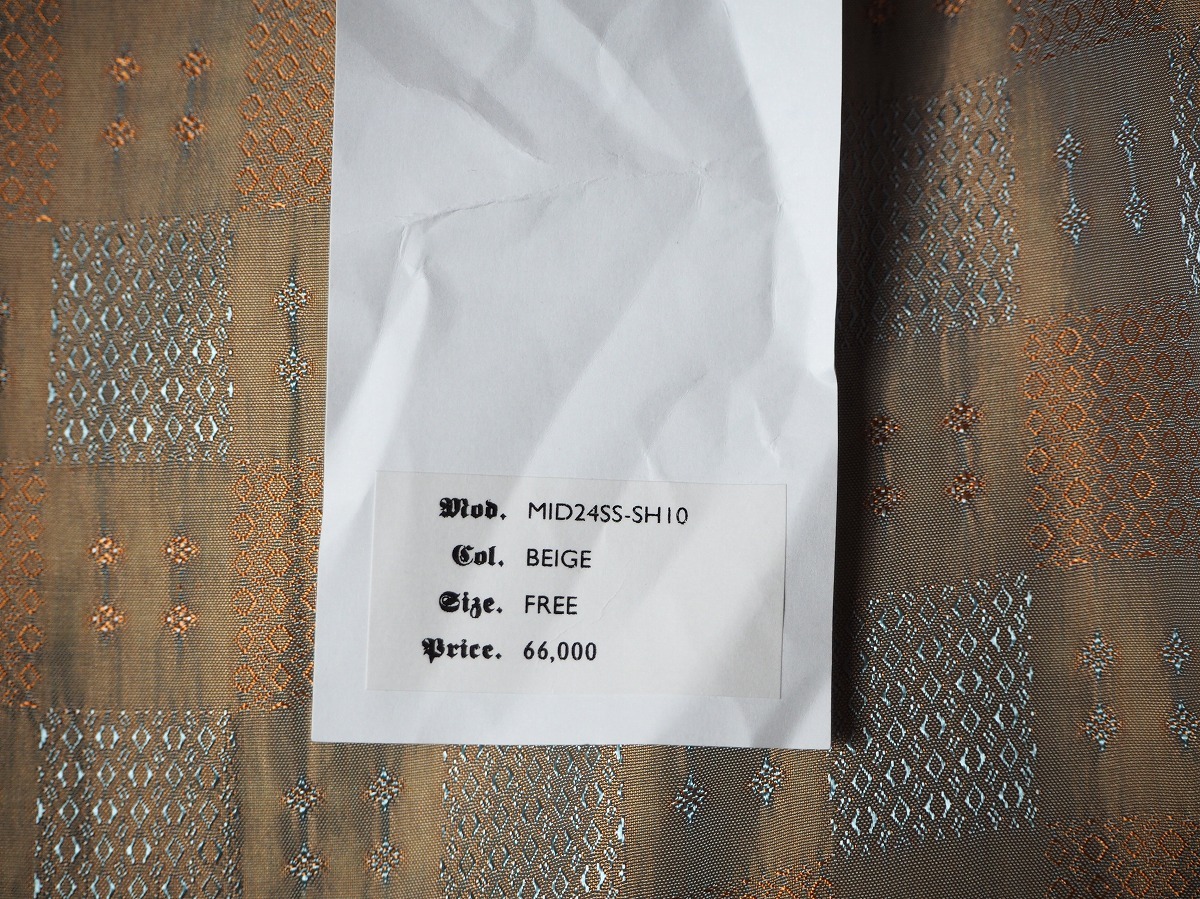 Mod. MID24SS-SH10
Col. BEIGE
Size. FREE
Price. 66,000